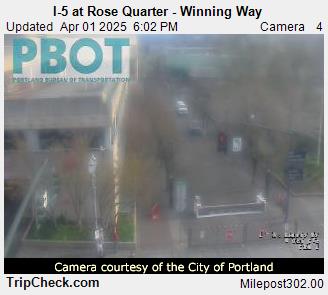 I-5 at Rose Quarter - Winning Way
Updated Apr 01 2025 6:02 PM Camera 4
PBOT
PORTLAND BUREAU OF TRANSPORTATION
Camera courtesy of the City of Portland
TripCheck.com Milepost302.00